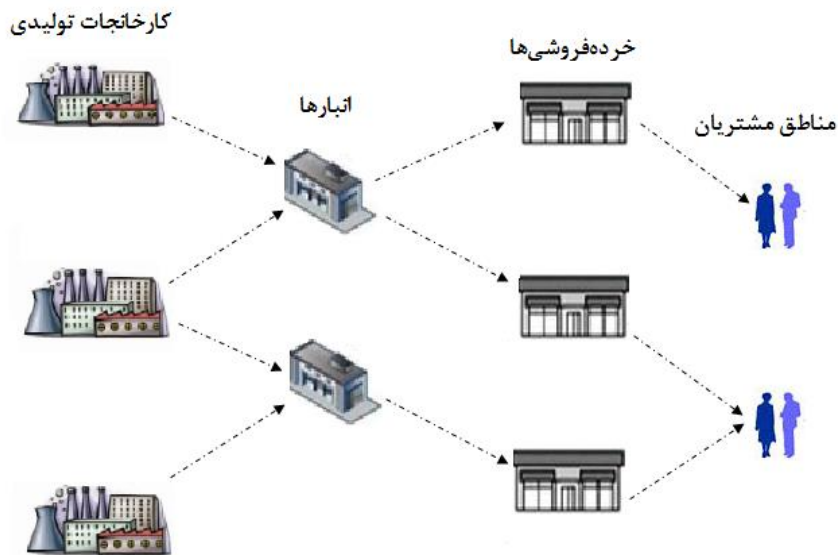 کارخانجات تولیدی
انبارها
خرده‌فروشی‌ها
مناطق مشتریان